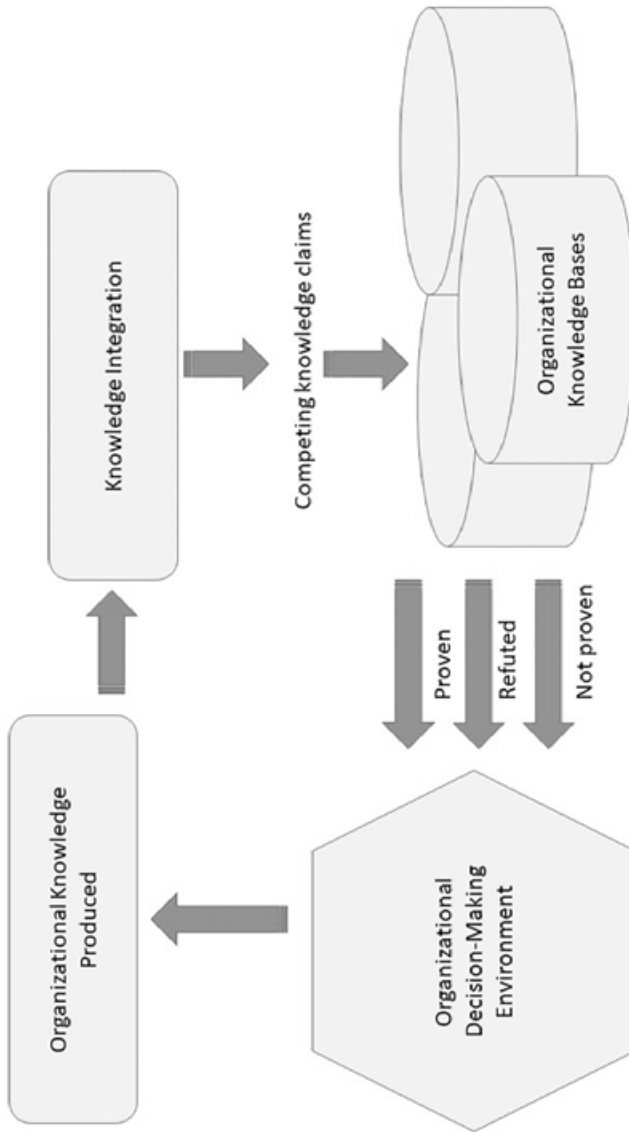 Organizational Knowledge
Produced
Knowledge Integration
Competing knowledge claims
Organizational
Knowledge Bases
Proven
Refuted
Not proven
Organizational
Decision-Making
Environment